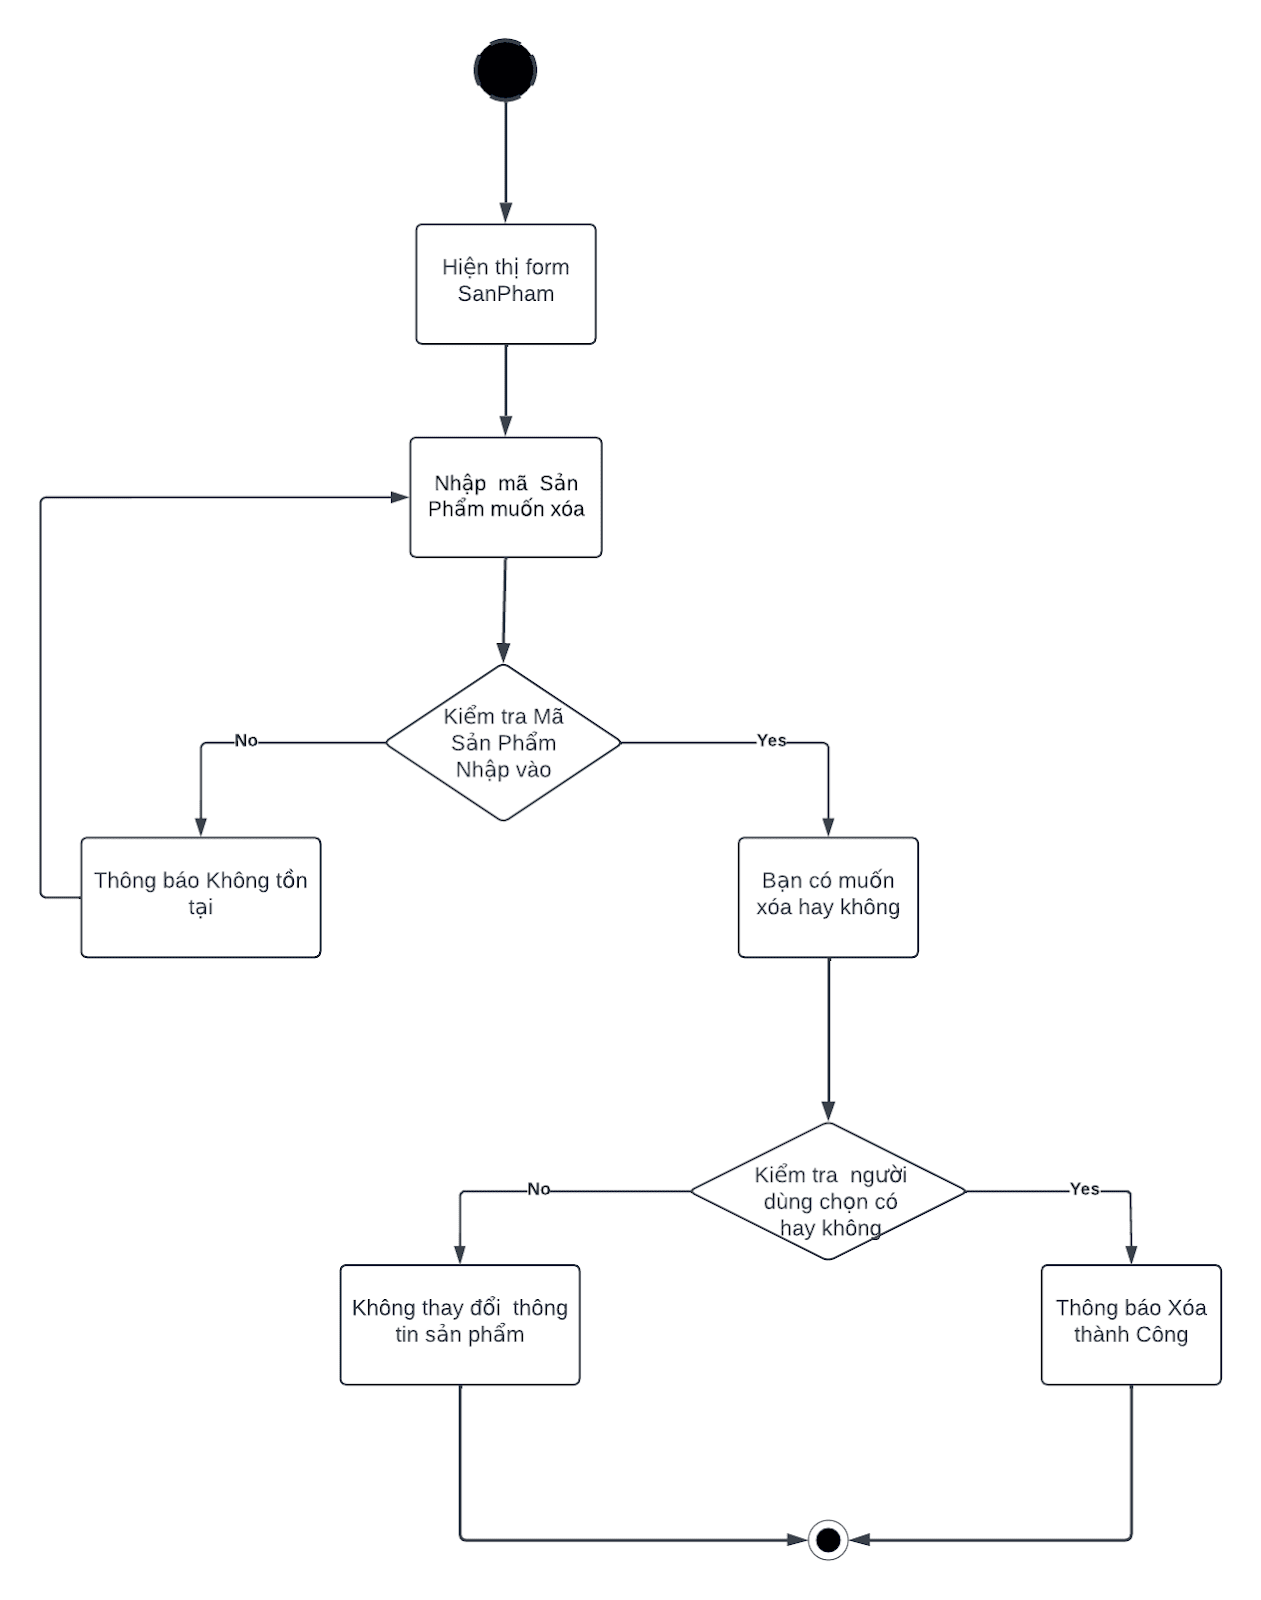 Hiện thị form
SanPham
Nhập mã Sản
Phẩm muốn xóa
Kiểm tra Mã
Sản Phẩm
Nhập vào
No
Yes
Thông báo Không tồn
tại
Bạn có muốn
xóa hay không
Kiểm tra người
dùng chọn có
hay không
No
Yes
Không thay đổi thông
tin sản phẩm
Thông báo Xóa
thành Công